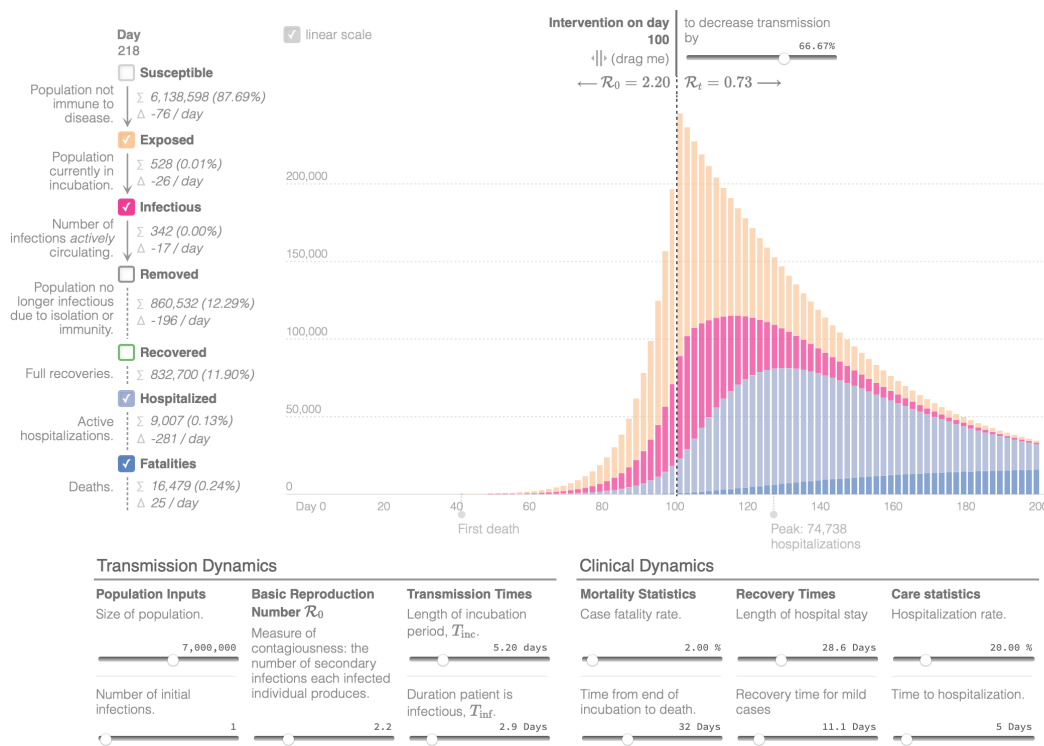 Day
218
linear scale
Intervention on day
100
(drag me)
to decrease transmission
by
66.67%
← ℛ₀ = 2.20
ℛₜ = 0.73 →
Susceptible
Population not
immune to
disease.
Σ 6,138,598 (87.69%)
Δ -76 / day
Exposed
Population
currently in
incubation.
Σ 528 (0.01%)
Δ -26 / day
Infectious
Number of
infections actively
circulating.
Σ 342 (0.00%)
Δ -17 / day
Removed
Population no
longer infectious
due to isolation or
immunity.
Σ 860,532 (12.29%)
Δ -196 / day
Recovered
Full recoveries.
Σ 832,700 (11.90%)
Hospitalized
Active
hospitalizations.
Σ 9,007 (0.13%)
Δ -281 / day
Fatalities
Deaths.
Σ 16,479 (0.24%)
Δ 25 / day
200,000
150,000
100,000
50,000
0
Day 0 20 40 60 80 100 120 140 160 180 200
First death
Peak: 74,738
hospitalizations
Transmission Dynamics
Population Inputs
Size of population.
7,000,000
Number of initial
infections.
1
Basic Reproduction
Number ℛ₀
Measure of
contagiousness: the
number of secondary
infections each infected
individual produces.
2.2
Transmission Times
Length of incubation
period, T_inc.
5.20 days
Duration patient is
infectious, T_inf.
2.9 Days
Clinical Dynamics
Mortality Statistics
Case fatality rate.
2.00 %
Time from end of
incubation to death.
32 Days
Recovery Times
Length of hospital stay
28.6 Days
Recovery time for mild
cases
11.1 Days
Care statistics
Hospitalization rate.
20.00 %
Time to hospitalization.
5 Days